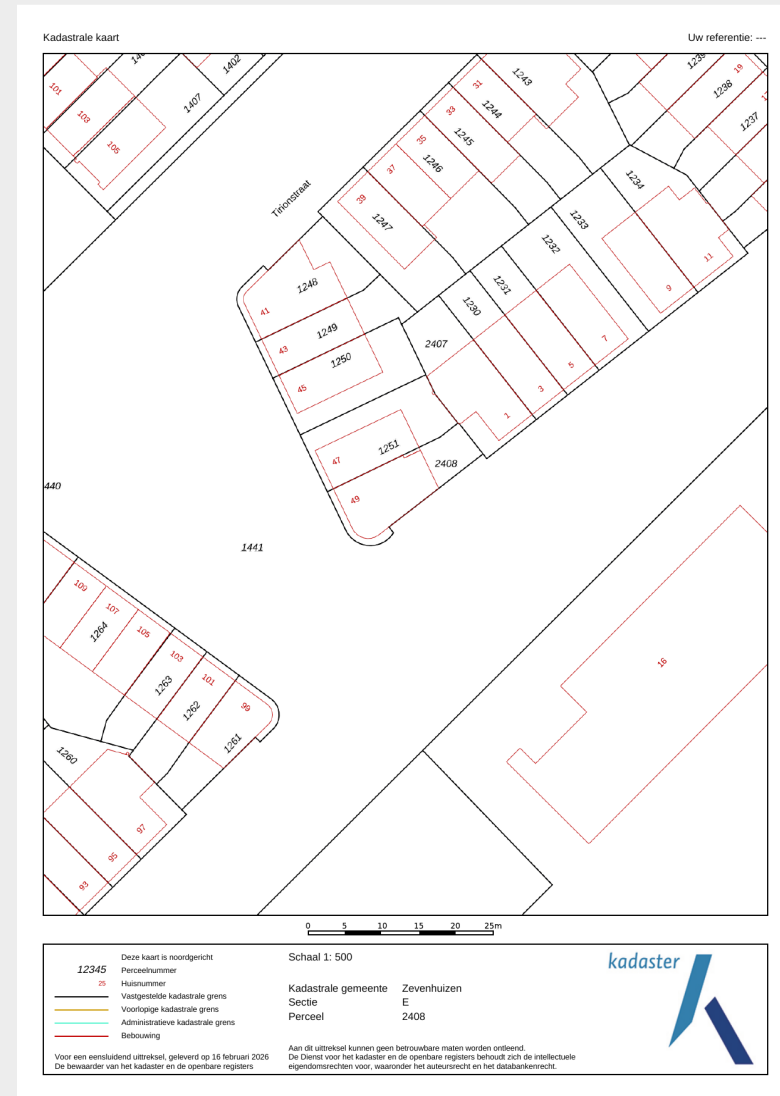 Kadastrale kaart
Uw referentie: ---
1402
1407
101
103
105
Tirionstraat
31
1243
33
1244
35
1245
37
1246
39
1247
19
1238
1237
1234
1233
1232
1231
1230
11
9
7
5
3
1
41
1248
43
1249
45
1250
2407
47
1251
49
2408
440
1441
109
107
1264
105
103
1263
101
1262
99
1261
1260
97
95
93
16
0 5 10 15 20 25m
Deze kaart is noordgericht
12345 Perceelnummer
25 Huisnummer
Vastgestelde kadastrale grens
Voorlopige kadastrale grens
Administratieve kadastrale grens
Bebouwing
Voor een eensluidend uittreksel, geleverd op 16 februari 2026
De bewaarder van het kadaster en de openbare registers
Schaal 1: 500
Kadastrale gemeente Zevenhuizen
Sectie E
Perceel 2408
Aan dit uittreksel kunnen geen betrouwbare maten worden ontleend.
De Dienst voor het kadaster en de openbare registers behoudt zich de intellectuele
eigendomsrechten voor, waaronder het auteursrecht en het databankenrecht.
kadaster